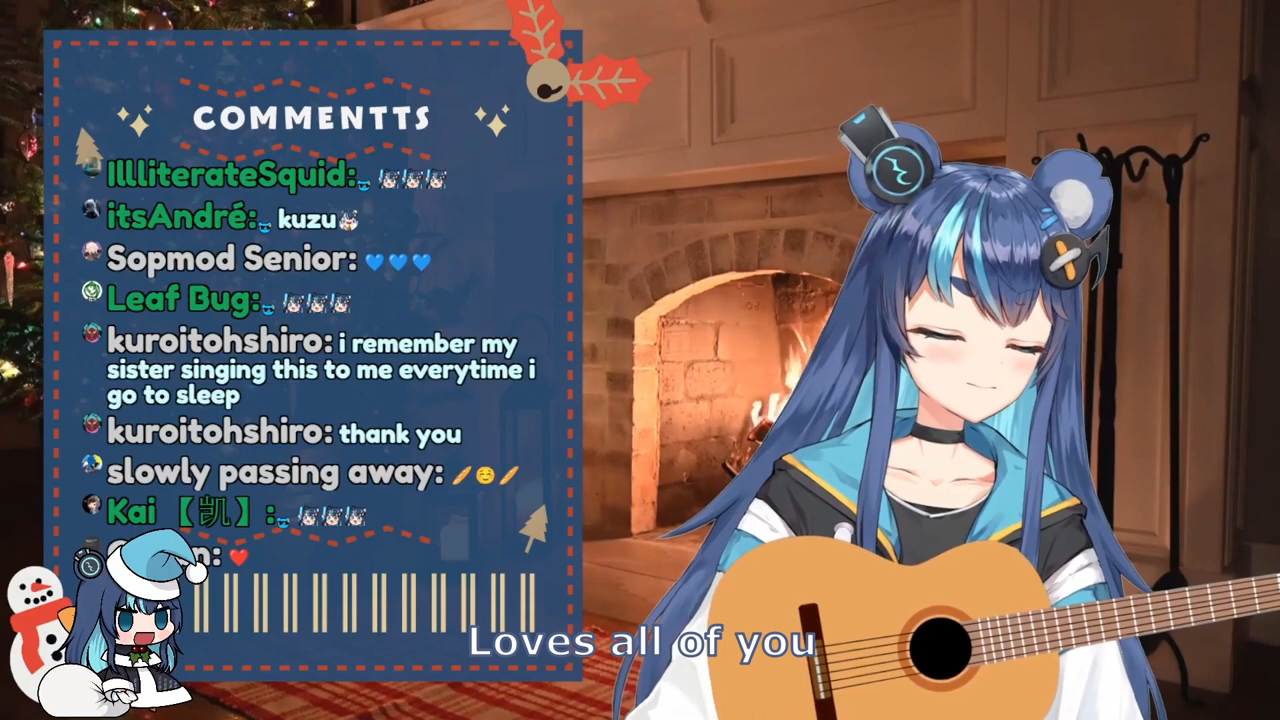 COMMENTTS
IllliterateSquid:
itsAndré: kuzu
Sopmod Senior: 💙💙💙
Leaf Bug:
kuroitohshiro: i remember my
sister singing this to me everytime i
go to sleep
kuroitohshiro: thank you
slowly passing away: 🥖☺️🥖
Kai 【凯】:
Loves all of you